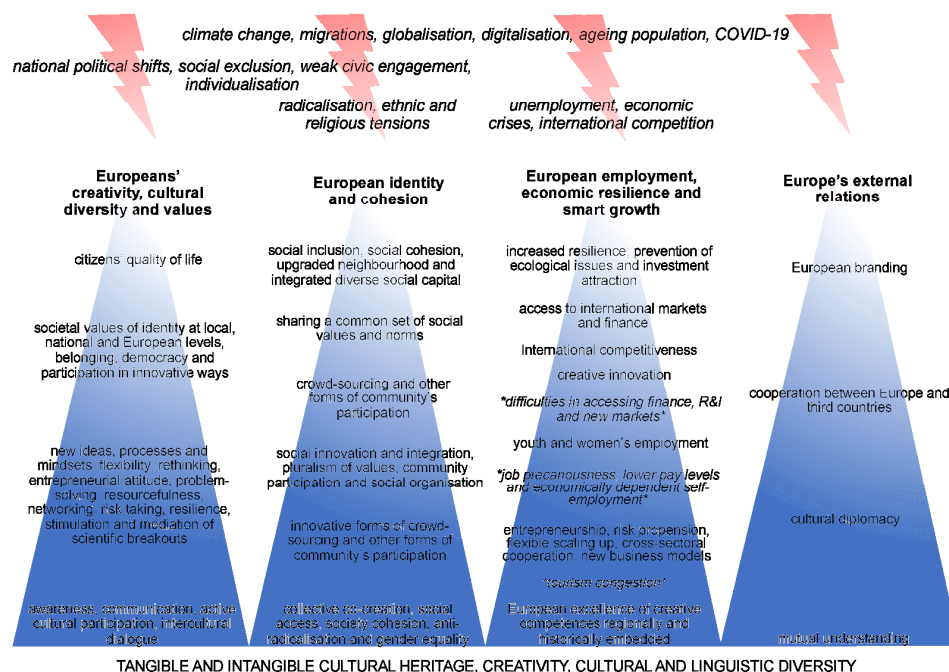 climate change, migrations, globalisation, digitalisation, ageing population, COVID-19
national political shifts, social exclusion, weak civic engagement,
individualisation
radicalisation, ethnic and
religious tensions
unemployment, economic
crises, international competition
Europeans'
creativity, cultural
diversity and values
citizens' quality of life
societal values of identity at local,
national and European levels,
belonging, democracy and
participation in innovative ways
new ideas, processes and
mindsets, flexibility, rethinking,
entrepreneurial attitude, problem-
solving, resourcefulness,
networking, risk taking, resilience,
stimulation and mediation of
scientific breakouts
awareness, communication, active
cultural participation, intercultural
dialogue
European identity
and cohesion
social inclusion, social cohesion,
upgraded neighbourhood and
integrated diverse social capital
sharing a common set of social
values and norms
crowd-sourcing and other
forms of community's
participation
social innovation and integration,
pluralism of values, community
participation and social organisation
innovative forms of crowd-
sourcing and other forms of
community's participation
collective co-creation, social
access, society cohesion, anti-
radicalisation and gender equality
European employment,
economic resilience and
smart growth
increased resilience, prevention of
ecological issues and investment
attraction
access to international markets
and finance
International competitiveness
creative innovation
*difficulties in accessing finance, R&I
and new markets*
youth and women's employment
*job precariousness, lower pay levels
and economically dependent self-
employment*
entrepreneurship, risk propension,
flexible scaling up, cross-sectoral
cooperation, new business models
*tourism congestion*
European excellence of creative
competences regionally and
historically embedded
Europe's external
relations
European branding
cooperation between Europe and
third countries
cultural diplomacy
mutual understanding
TANGIBLE AND INTANGIBLE CULTURAL HERITAGE, CREATIVITY, CULTURAL AND LINGUISTIC DIVERSITY